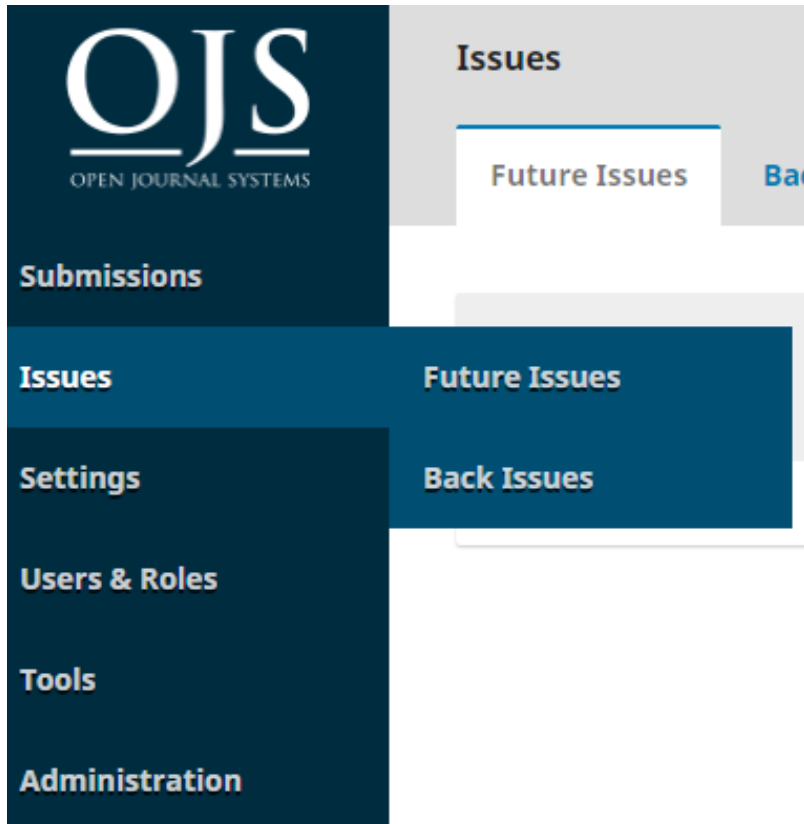 OJS
OPEN JOURNAL SYSTEMS
Issues
Future Issues
Submissions
Issues
Future Issues
Settings
Back Issues
Users & Roles
Tools
Administration